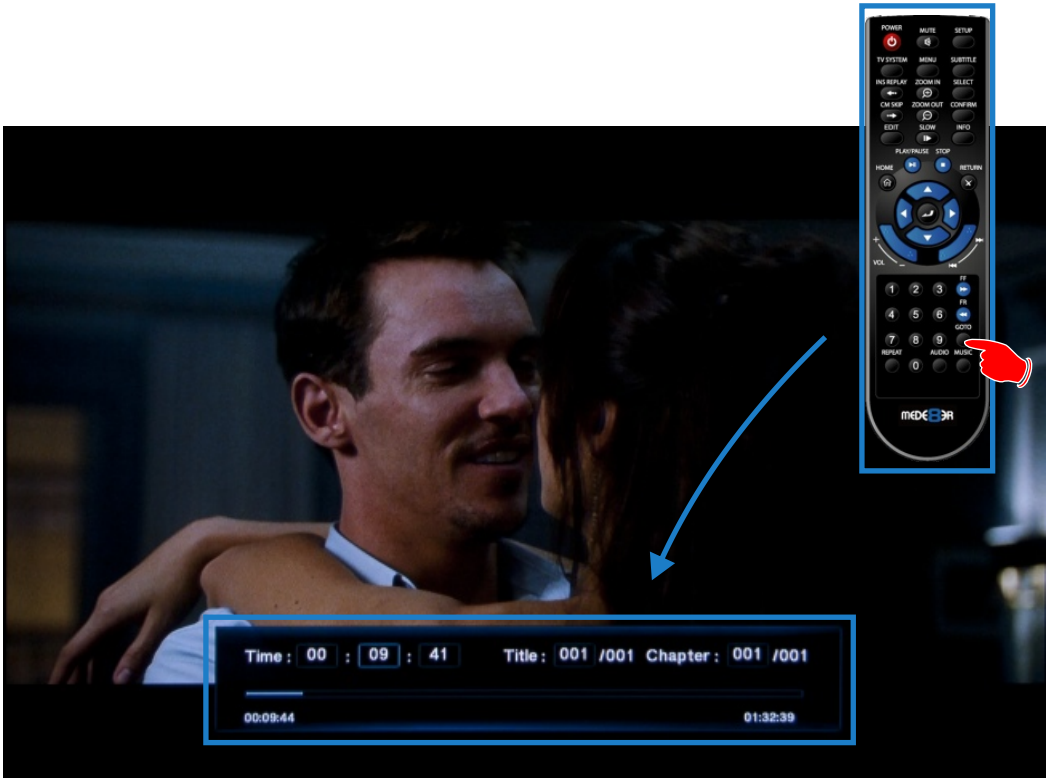 POWER MUTE SETUP
TV SYSTEM MENU SUBTITLE
INS REPLAY ZOOM IN SELECT
CM SKIP ZOOM OUT CONFIRM
EDIT SLOW INFO
PLAY/PAUSE STOP
HOME RETURN
+
VOL –
1 2 3 FF
FR
4 5 6
GOTO
7 8 9
REPEAT AUDIO MUSIC
0
MEDE8ER
Time : 00 : 09 : 41 Title : 001 /001 Chapter : 001 /001
00:09:44 01:32:39